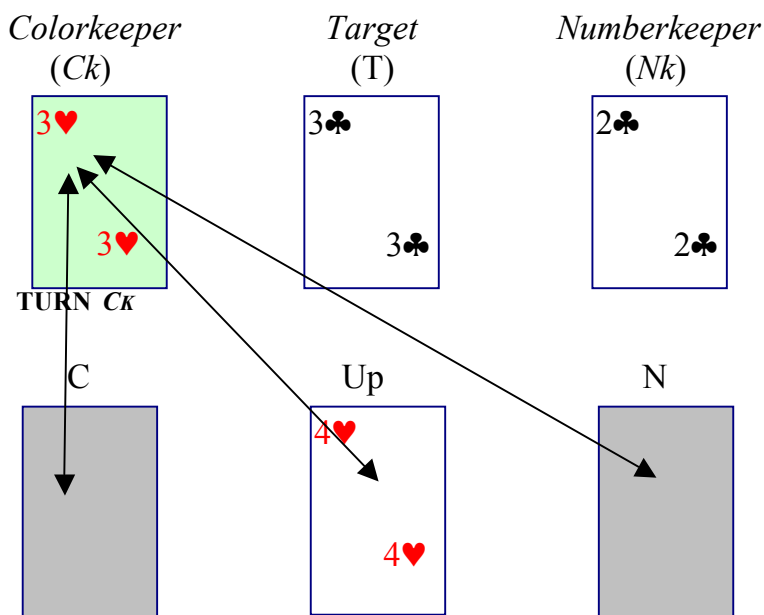 Colorkeeper Target Numberkeeper
(Ck) (T) (Nk)
3♥ 3♣ 2♣
3♥ 3♣ 2♣
TURN CK
C Up N
4♥
4♥